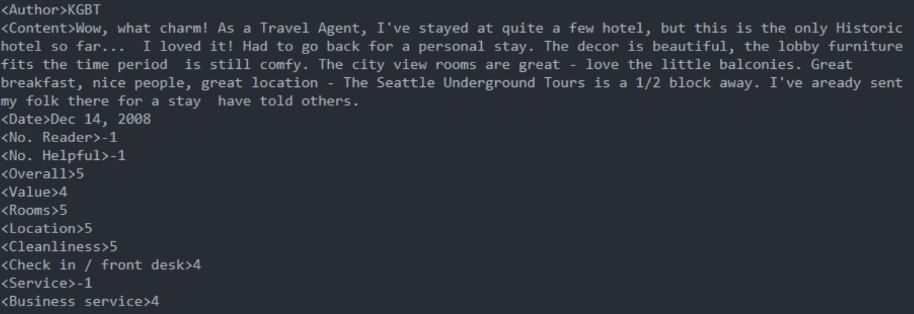 <Author>KGBT
<Content>Wow, what charm! As a Travel Agent, I've stayed at quite a few hotel, but this is the only Historic
hotel so far...  I loved it! Had to go back for a personal stay. The decor is beautiful, the lobby furniture
fits the time period  is still comfy. The city view rooms are great - love the little balconies. Great
breakfast, nice people, great location - The Seattle Underground Tours is a 1/2 block away. I've aready sent
my folk there for a stay  have told others.
<Date>Dec 14, 2008
<No. Reader>-1
<No. Helpful>-1
<Overall>5
<Value>4
<Rooms>5
<Location>5
<Cleanliness>5
<Check in / front desk>4
<Service>-1
<Business service>4